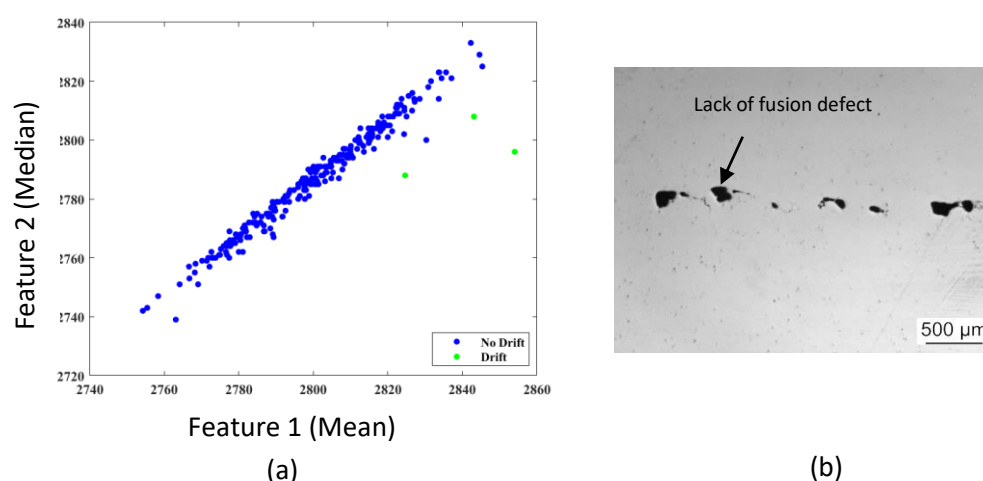 2840
2820
2800
2780
2760
2740
2720
2740
2760
2780
2800
2820
2840
2860
Feature 2 (Median)
No Drift
Drift
Feature 1 (Mean)
(a)
Lack of fusion defect
500 µm
(b)